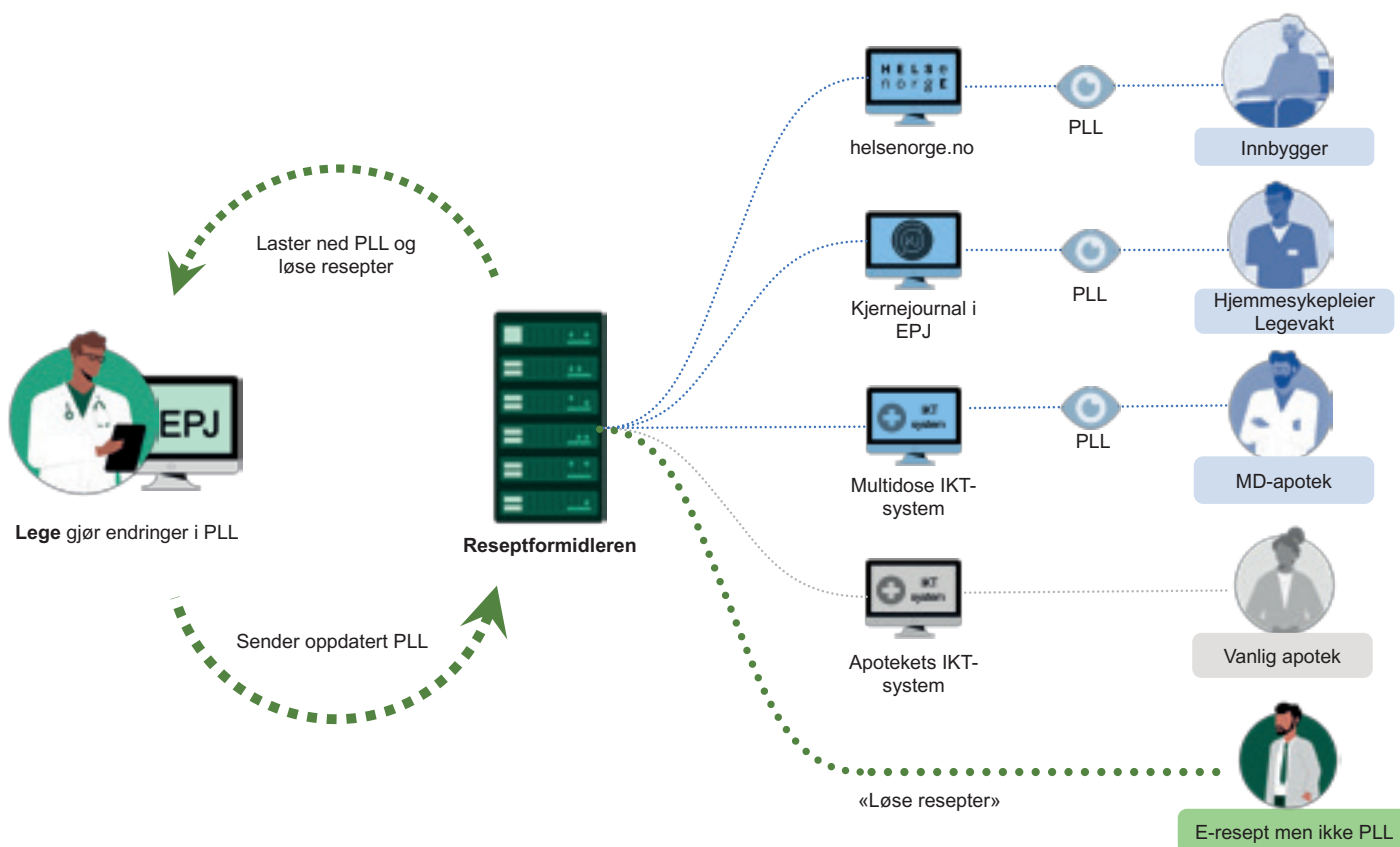 HELSE
norgE
helsenorge.no
PLL
Innbygger
Laster ned PLL og
løse resepter
Kjernejournal i
EPJ
PLL
Hjemmesykepleier
Legevakt
EPJ
Lege gjør endringer i PLL
Reseptformidleren
IKT
system
Multidose IKT-
system
PLL
MD-apotek
Sender oppdatert PLL
IKT
system
Apotekets IKT-
system
Vanlig apotek
«Løse resepter»
E-resept men ikke PLL